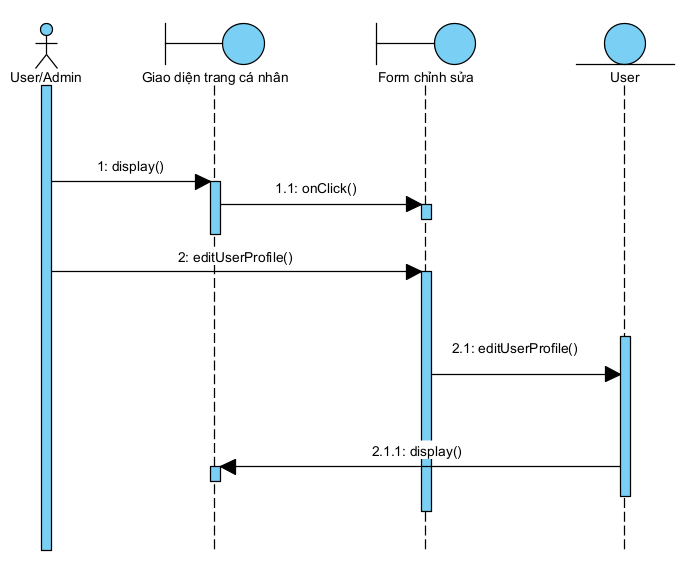 User/Admin
Giao diện trang cá nhân
Form chỉnh sửa
User
1: display()
1.1: onClick()
2: editUserProfile()
2.1: editUserProfile()
2.1.1: display()